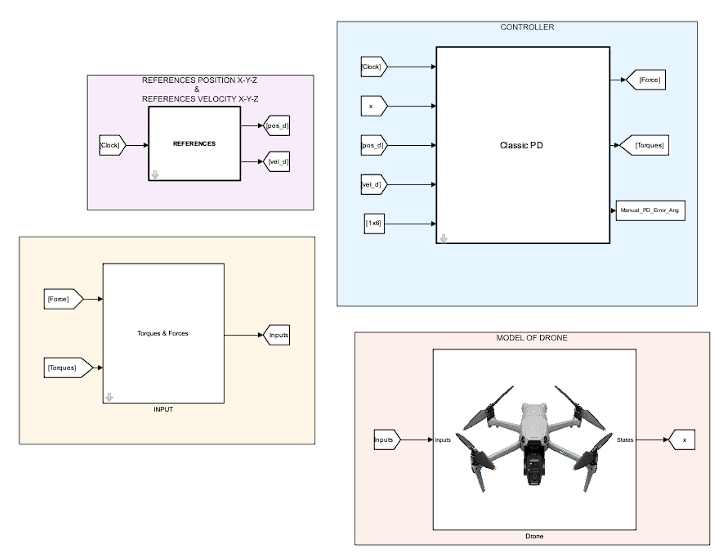 REFERENCES POSITION X-Y-Z
&
REFERENCES VELOCITY X-Y-Z
[Clock]
REFERENCES
[pos_d]
[vel_d]
CONTROLLER
[Clock]
x
[pos_d]
[vel_d]
[1x6]
Classic PD
[Force]
[Torques]
Manual_PD_Error_Ang
[Force]
[Torques]
Torques & Forces
Inputs
INPUT
MODEL OF DRONE
Inputs
Inputs
States
x
Drone